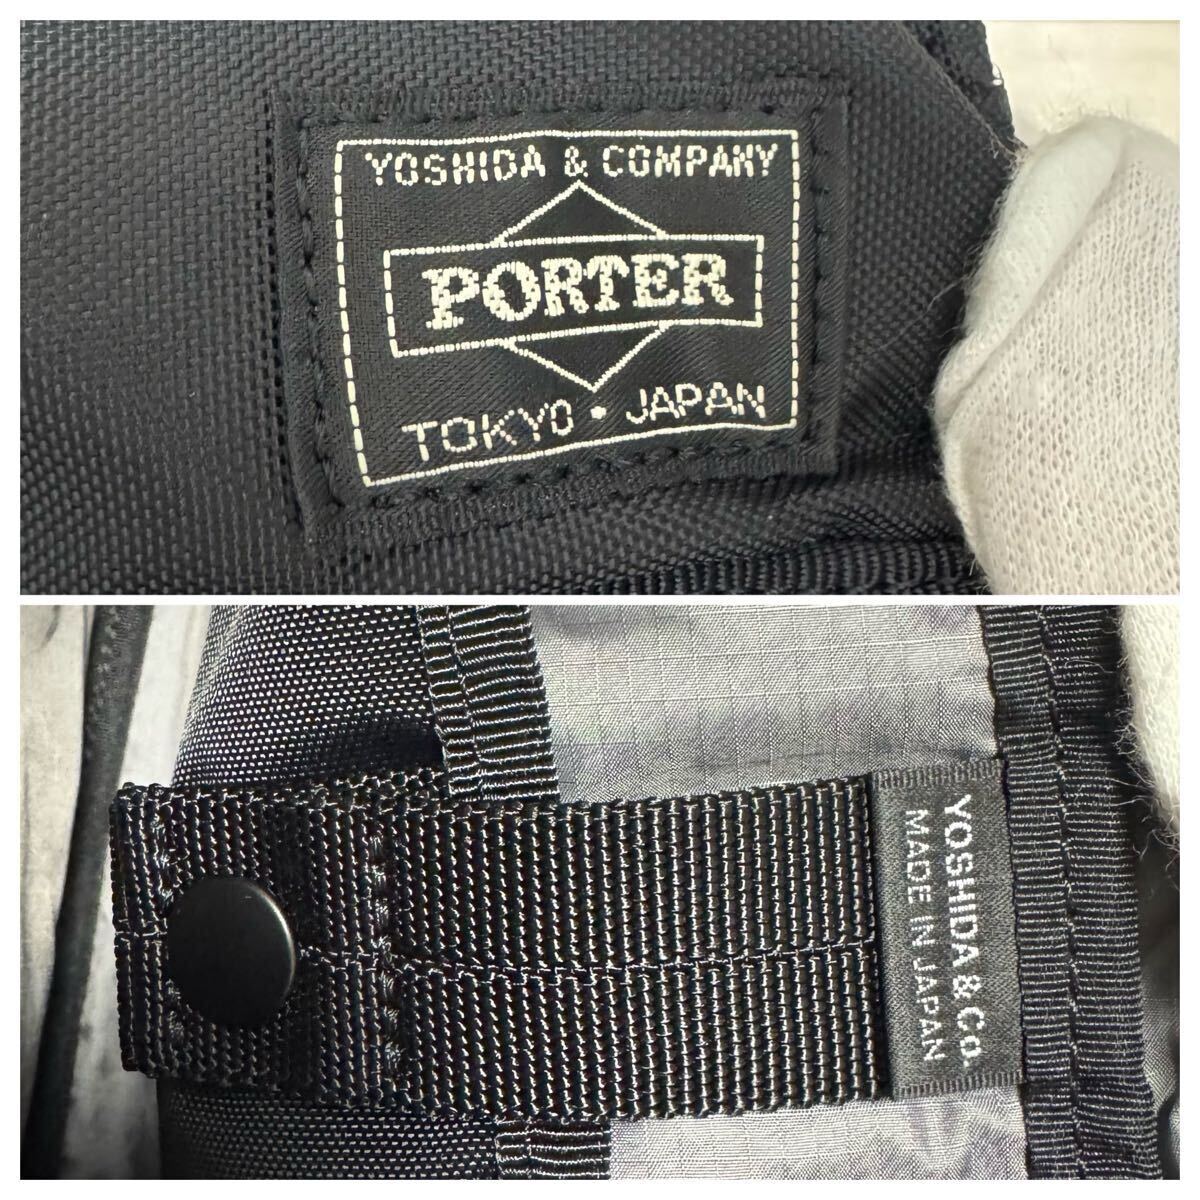 YOSHIDA & COMPANY
PORTER
TOKYO • JAPAN
YOSHIDA & Co.
MADE IN JAPAN